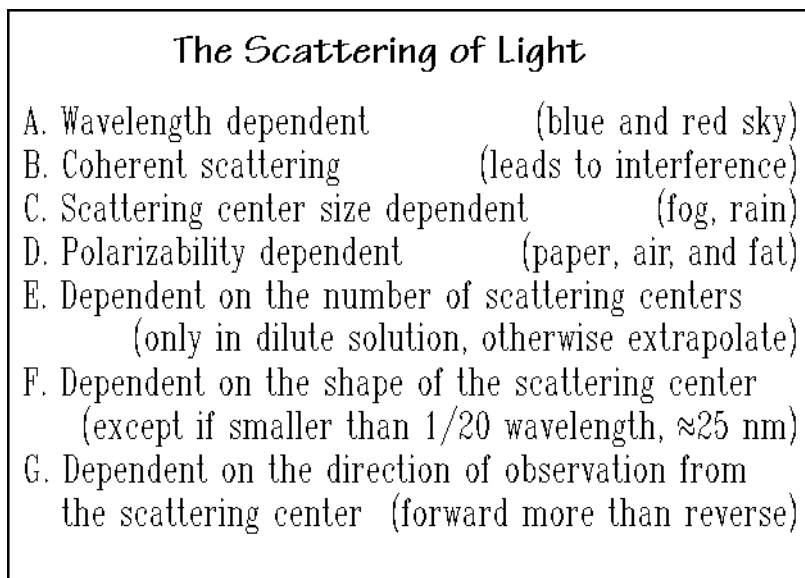 The Scattering of Light
A. Wavelength dependent (blue and red sky)
B. Coherent scattering (leads to interference)
C. Scattering center size dependent (fog, rain)
D. Polarizability dependent (paper, air, and fat)
E. Dependent on the number of scattering centers
(only in dilute solution, otherwise extrapolate)
F. Dependent on the shape of the scattering center
(except if smaller than 1/20 wavelength, ≈25 nm)
G. Dependent on the direction of observation from
the scattering center (forward more than reverse)